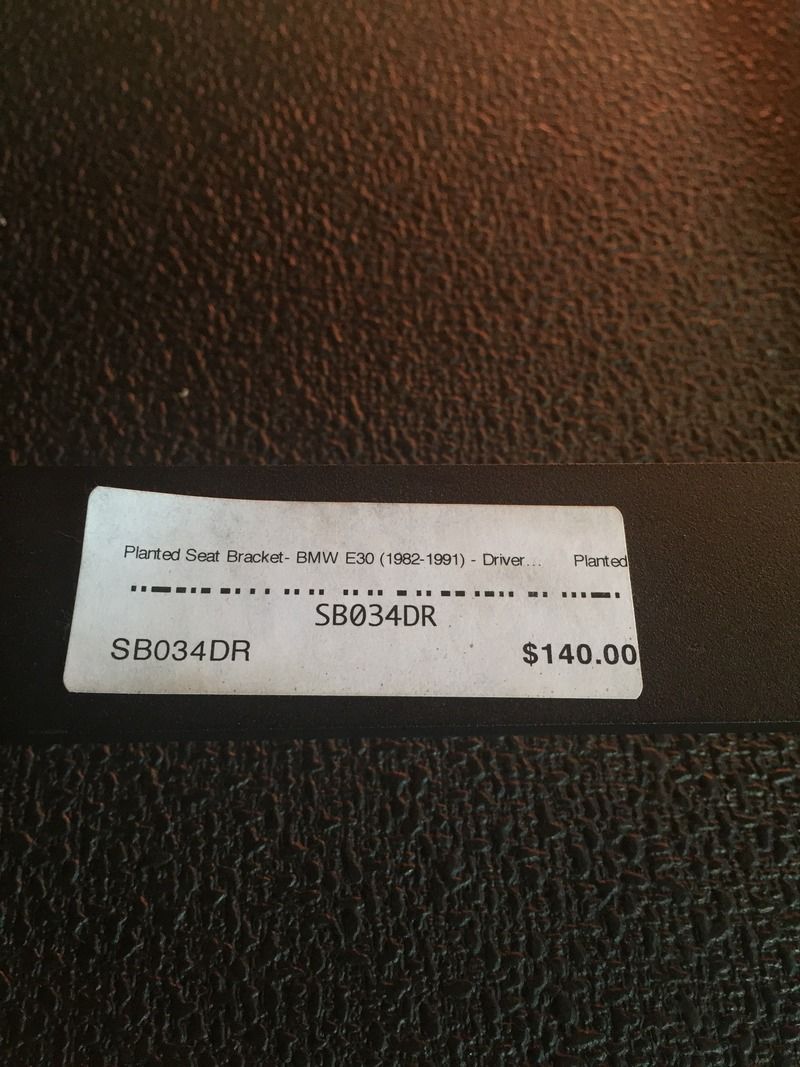 Planted Seat Bracket- BMW E30 (1982-1991) - Driver... Planted
SB034DR
SB034DR $140.00